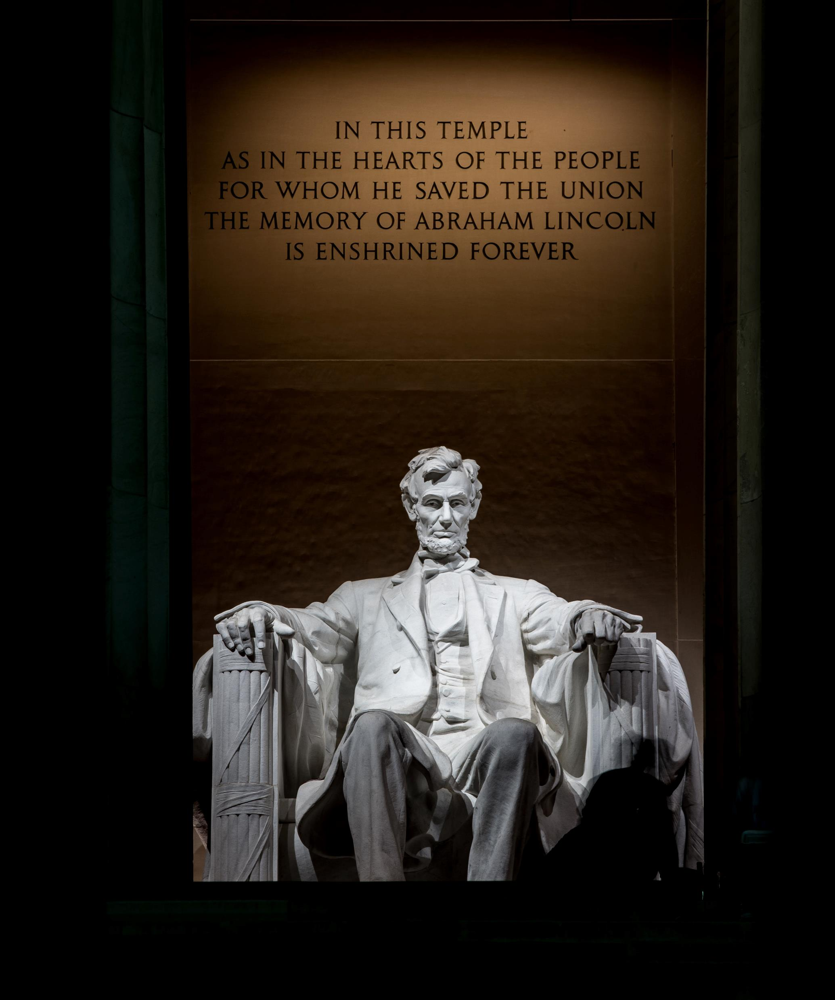 IN THIS TEMPLE
AS IN THE HEARTS OF THE PEOPLE
FOR WHOM HE SAVED THE UNION
THE MEMORY OF ABRAHAM LINCOLN
IS ENSHRINED FOREVER